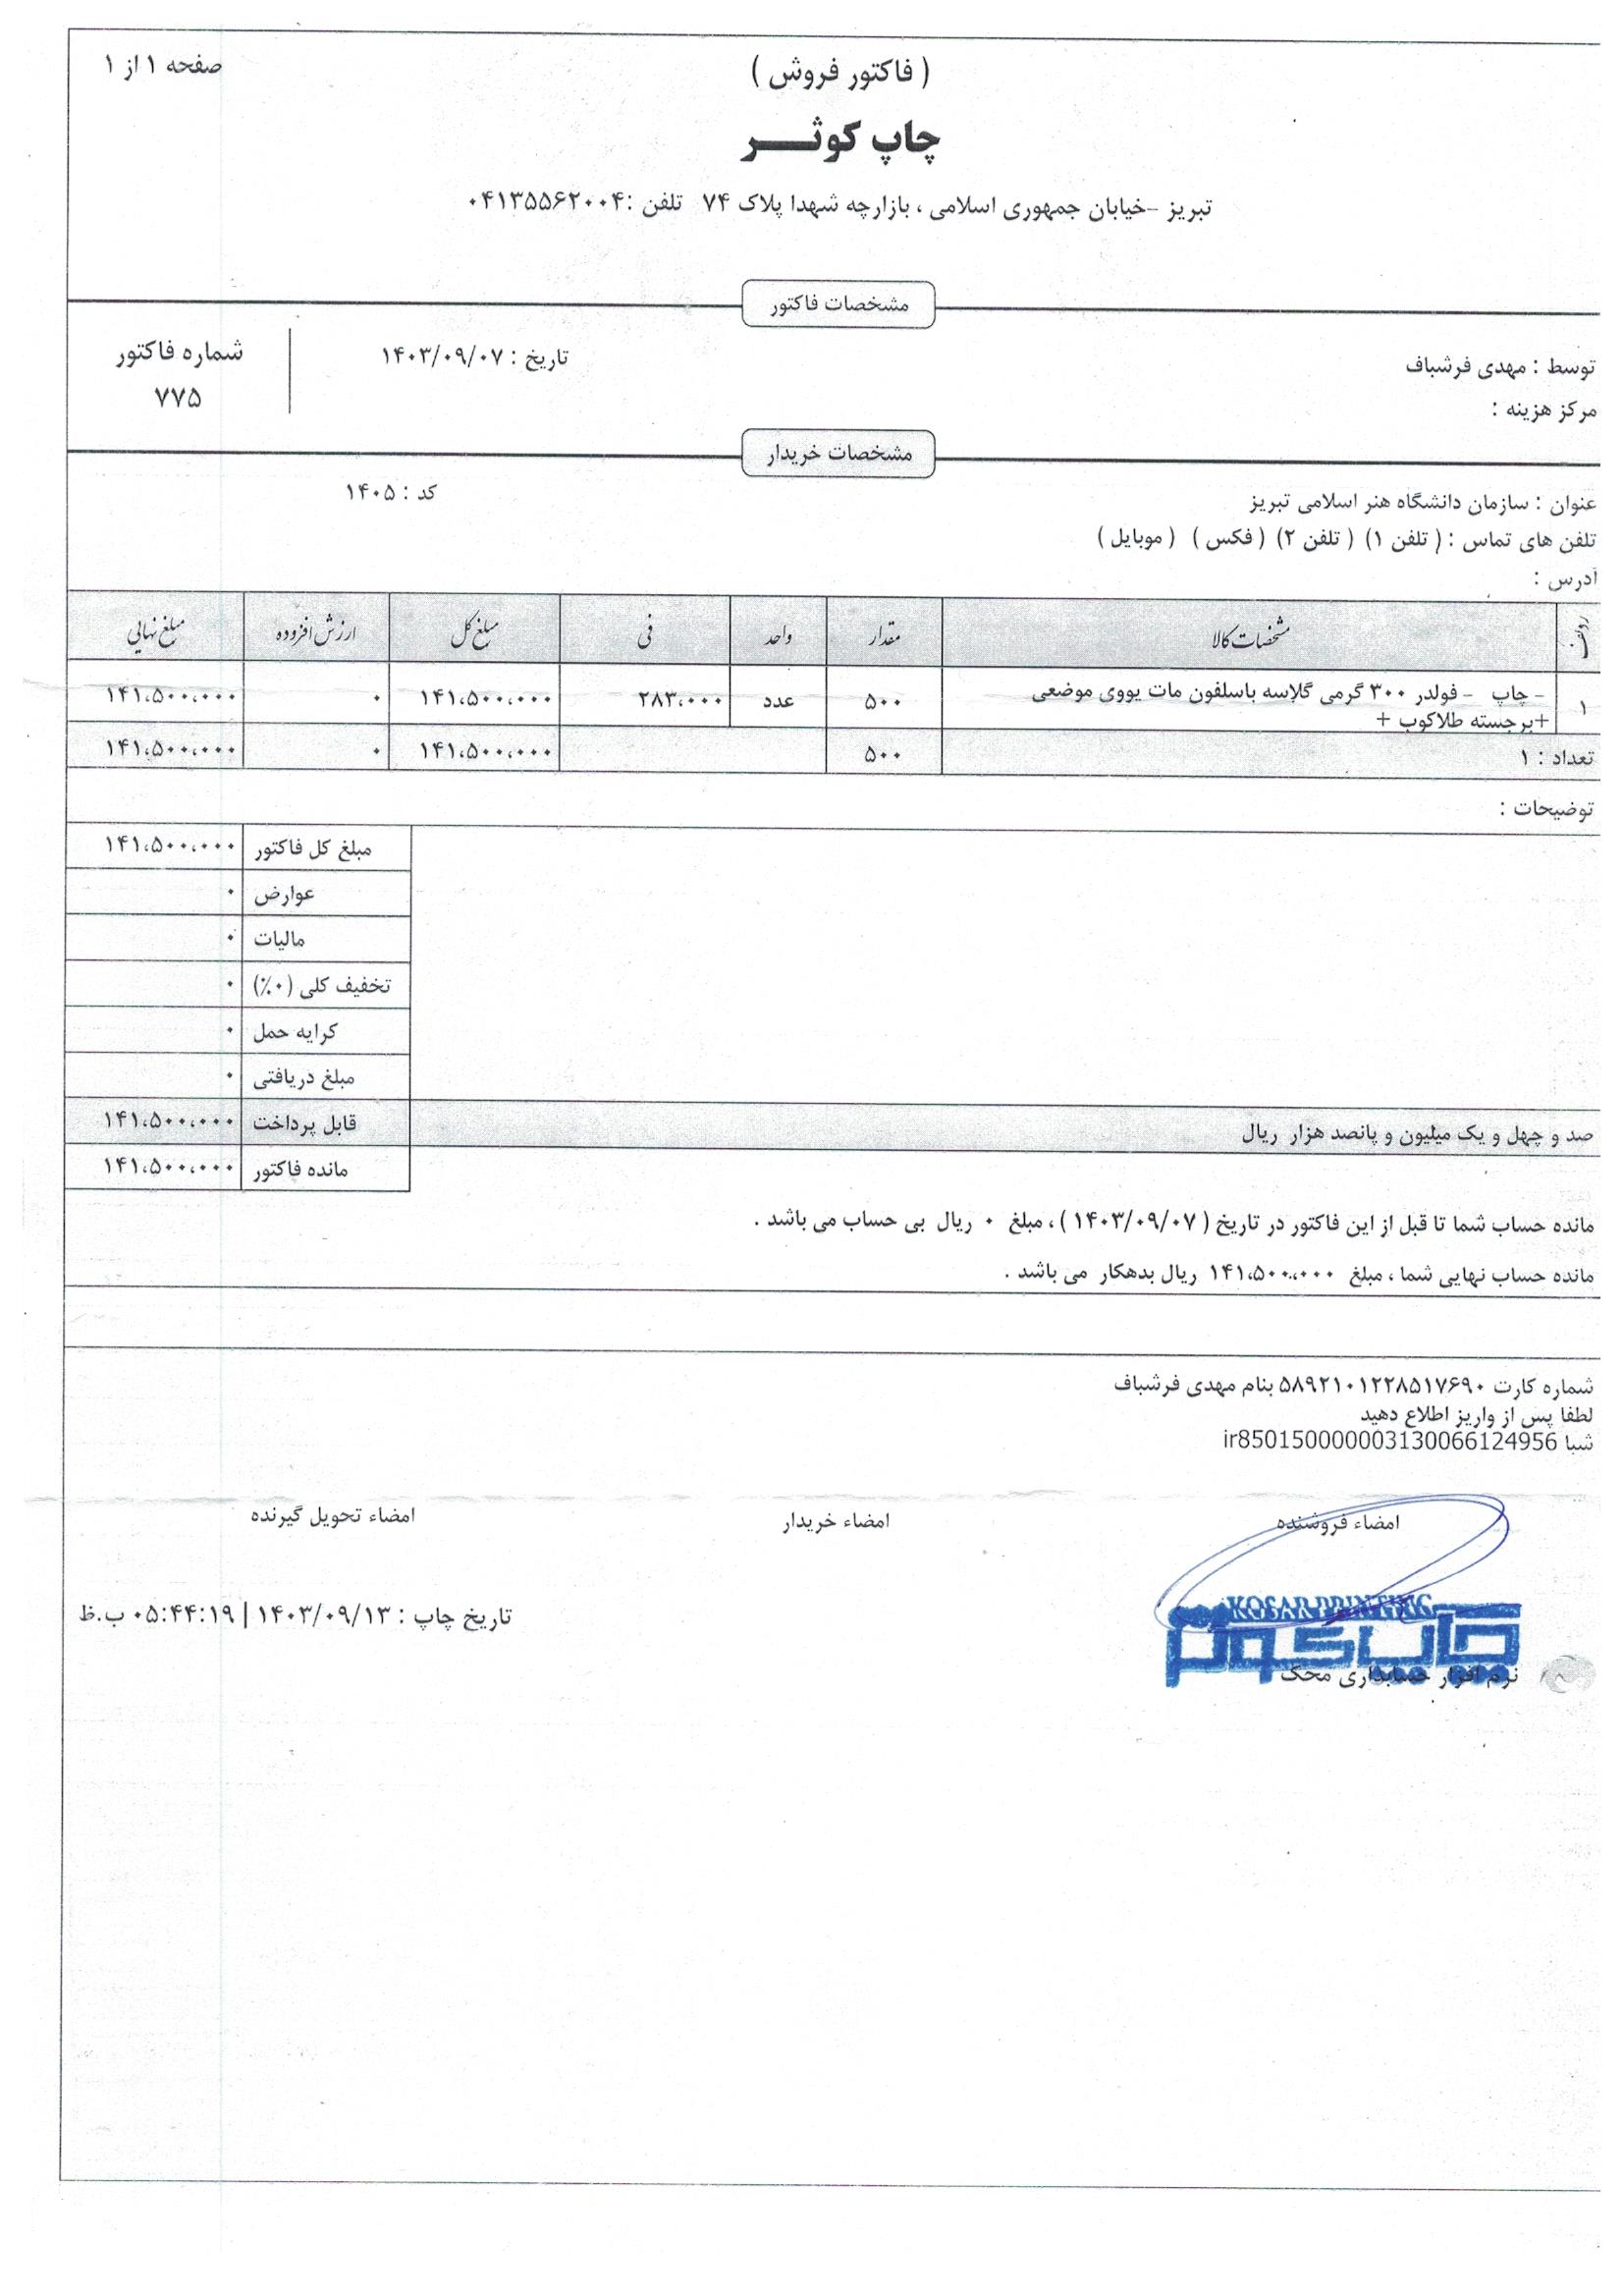 صفحه ۱ از ۱
( فاکتور فروش )
چاپ کوثر
تبریز -خیابان جمهوری اسلامی ، بازارچه شهدا پلاک ۷۴ تلفن :۰۴۱۳۵۵۶۲۰۰۴
مشخصات فاکتور
توسط : مهدی فرشباف تاریخ : ۱۴۰۳/۰۹/۰۷ شماره فاکتور
مرکز هزینه : ۷۷۵
مشخصات خریدار
عنوان : سازمان دانشگاه هنر اسلامی تبریز کد : ۱۴۰۵
تلفن های تماس : ( تلفن ۱) ( تلفن ۲) ( فکس ) ( موبایل )
آدرس :
ردیف مشخصات کالا مقدار واحد فی مبلغ کل ارزش افزوده مبلغ نهایی
۱ - چاپ - فولدر ۳۰۰ گرمی گلاسه باسلفون مات یووی موضعی ۵۰۰ عدد ۲۸۳،۰۰۰ ۱۴۱،۵۰۰،۰۰۰ ۰ ۱۴۱،۵۰۰،۰۰۰
+برجسته طلاکوب +
تعداد : ۱ ۵۰۰ ۱۴۱،۵۰۰،۰۰۰ ۰ ۱۴۱،۵۰۰،۰۰۰
توضیحات :
مبلغ کل فاکتور ۱۴۱،۵۰۰،۰۰۰
عوارض ۰
مالیات ۰
تخفیف کلی (۰٪) ۰
کرایه حمل ۰
مبلغ دریافتی ۰
صد و چهل و یک میلیون و پانصد هزار ریال قابل پرداخت ۱۴۱،۵۰۰،۰۰۰
مانده فاکتور ۱۴۱،۵۰۰،۰۰۰
مانده حساب شما تا قبل از این فاکتور در تاریخ ( ۱۴۰۳/۰۹/۰۷ ) ، مبلغ ۰ ریال بی حساب می باشد .
مانده حساب نهایی شما ، مبلغ ۱۴۱،۵۰۰،۰۰۰ ریال بدهکار می باشد .
شماره کارت ۵۸۹۲۱۰۱۲۲۸۵۱۷۶۹۰ بنام مهدی فرشباف
لطفا پس از واریز اطلاع دهید
شبا ir850150000003130066124956
امضاء فروشنده امضاء خریدار امضاء تحویل گیرنده
KOSAR PRINTING
چاپ کوثر
تاریخ چاپ : ۱۴۰۳/۰۹/۱۳ | ۰۵:۴۴:۱۹ ب.ظ
نرم افزار حسابداری محک